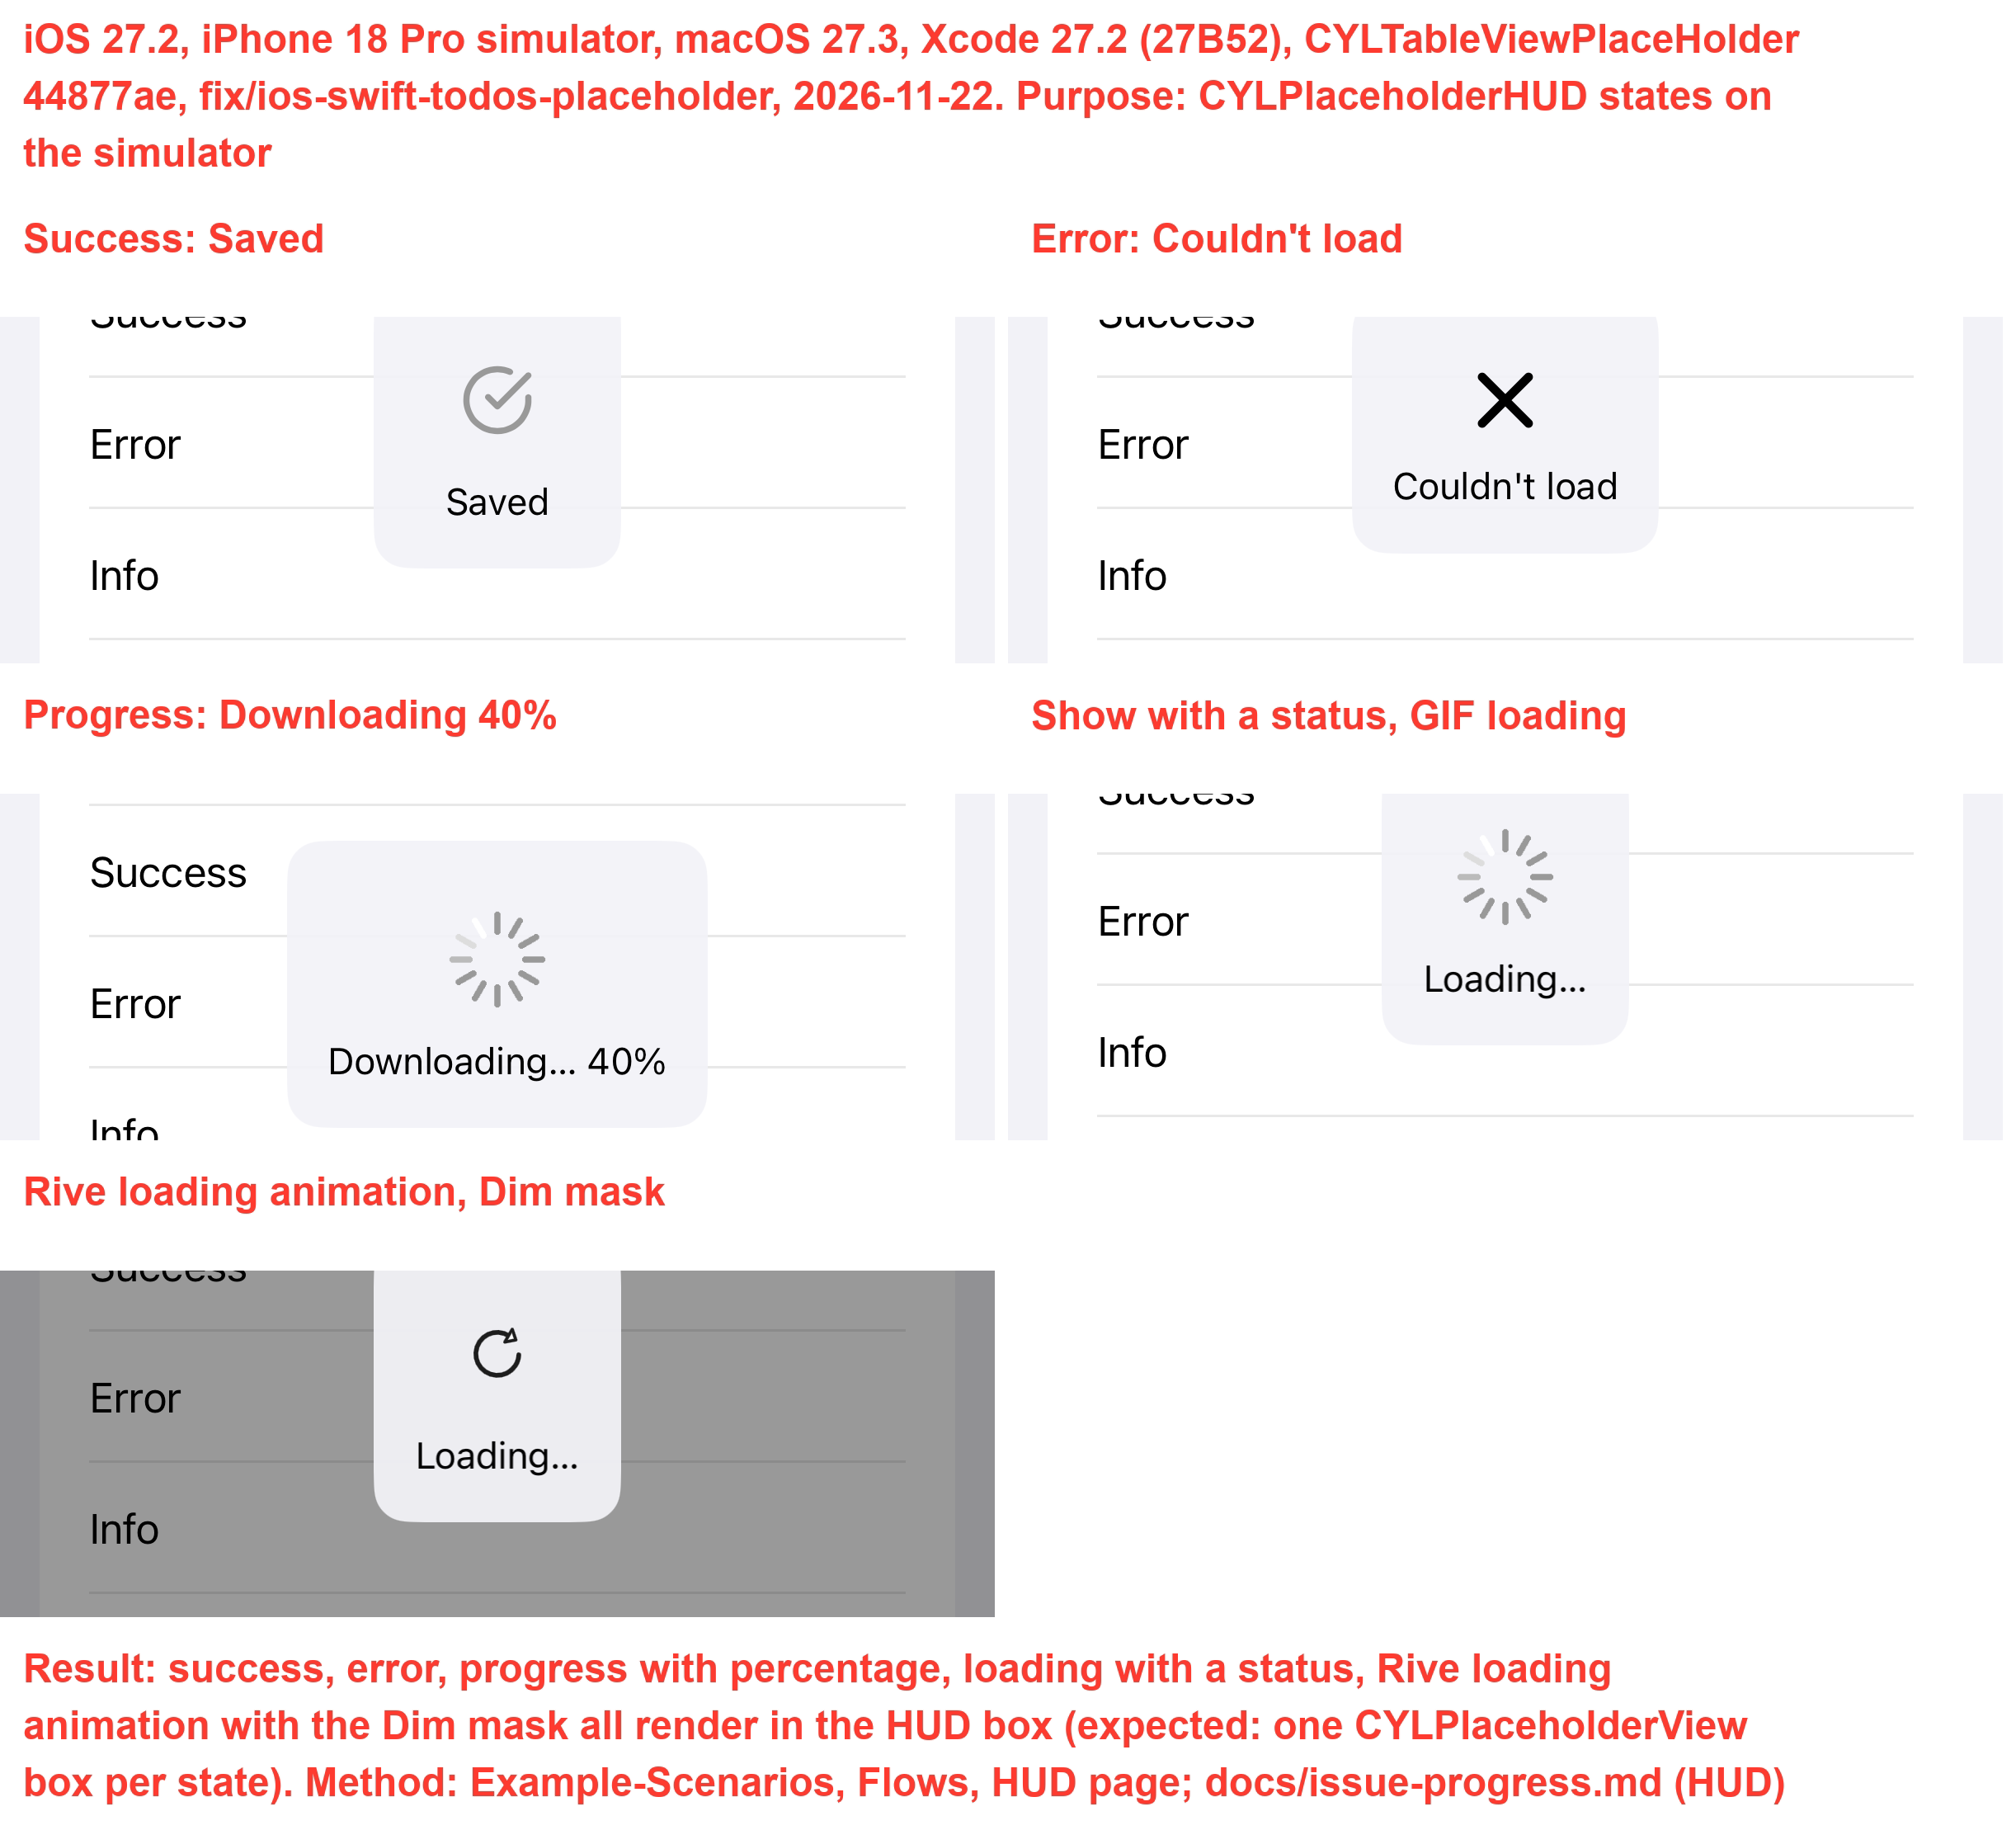 iOS 27.2, iPhone 18 Pro simulator, macOS 27.3, Xcode 27.2 (27B52), CYLTableViewPlaceHolder
44877ae, fix/ios-swift-todos-placeholder, 2026-11-22. Purpose: CYLPlaceholderHUD states on
the simulator
Success: Saved
Success
Error
Saved
Info
Error: Couldn't load
Success
Error
Couldn't load
Info
Progress: Downloading 40%
Success
Error
Downloading... 40%
Info
Show with a status, GIF loading
Success
Error
Loading...
Info
Rive loading animation, Dim mask
Success
Error
Loading...
Info
Result: success, error, progress with percentage, loading with a status, Rive loading
animation with the Dim mask all render in the HUD box (expected: one CYLPlaceholderView
box per state). Method: Example-Scenarios, Flows, HUD page; docs/issue-progress.md (HUD)